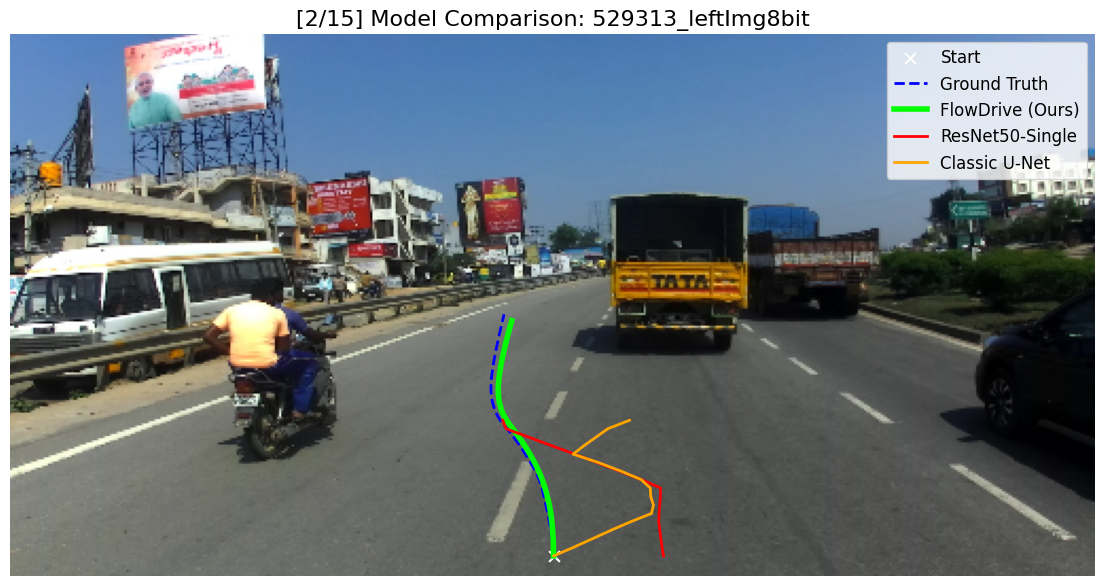 [2/15] Model Comparison: 529313_leftImg8bit
Start
Ground Truth
FlowDrive (Ours)
ResNet50-Single
Classic U-Net
TATA